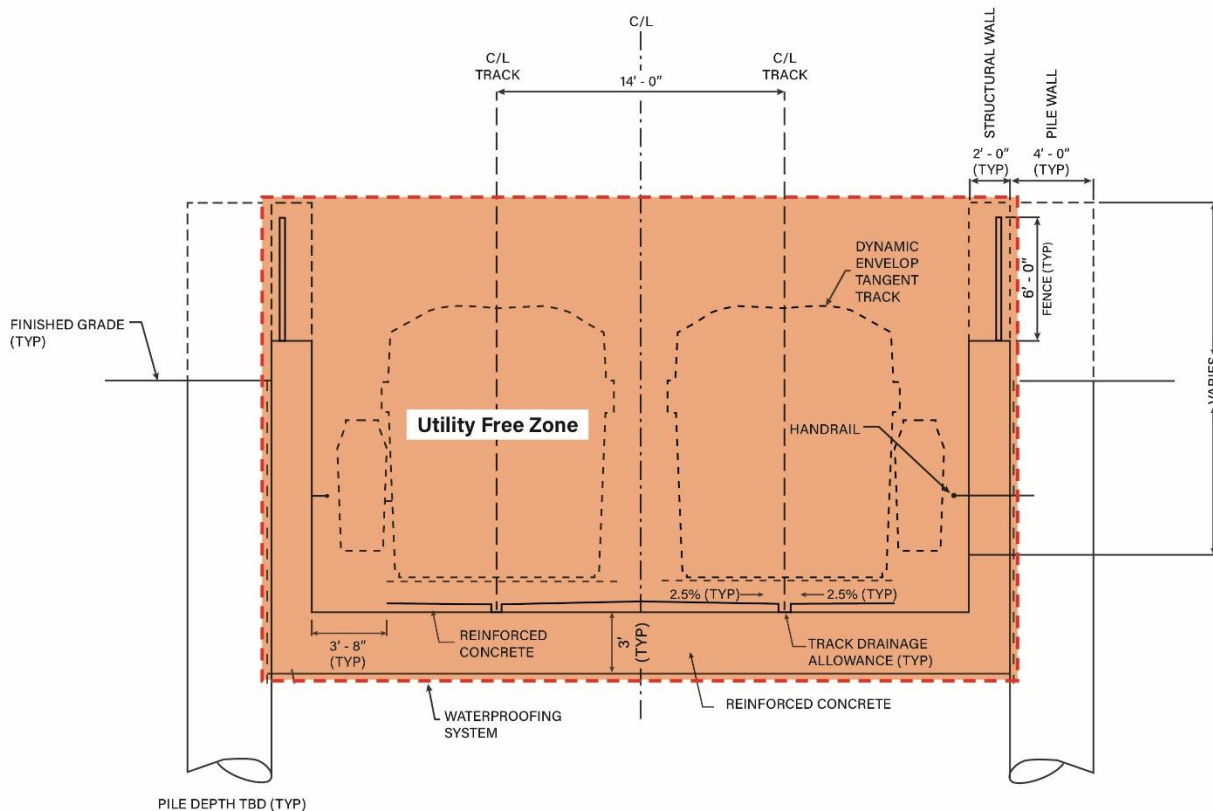 C/L
C/L
TRACK
C/L
TRACK
14' - 0"
STRUCTURAL WALL
PILE WALL
2' - 0"
(TYP)
4' - 0"
(TYP)
DYNAMIC
ENVELOP
TANGENT
TRACK
6' - 0"
FENCE (TYP)
FINISHED GRADE
(TYP)
VARIES
Utility Free Zone
HANDRAIL
2.5% (TYP)
2.5% (TYP)
3' - 8"
(TYP)
REINFORCED
CONCRETE
3'
(TYP)
TRACK DRAINAGE
ALLOWANCE (TYP)
REINFORCED CONCRETE
WATERPROOFING
SYSTEM
PILE DEPTH TBD (TYP)